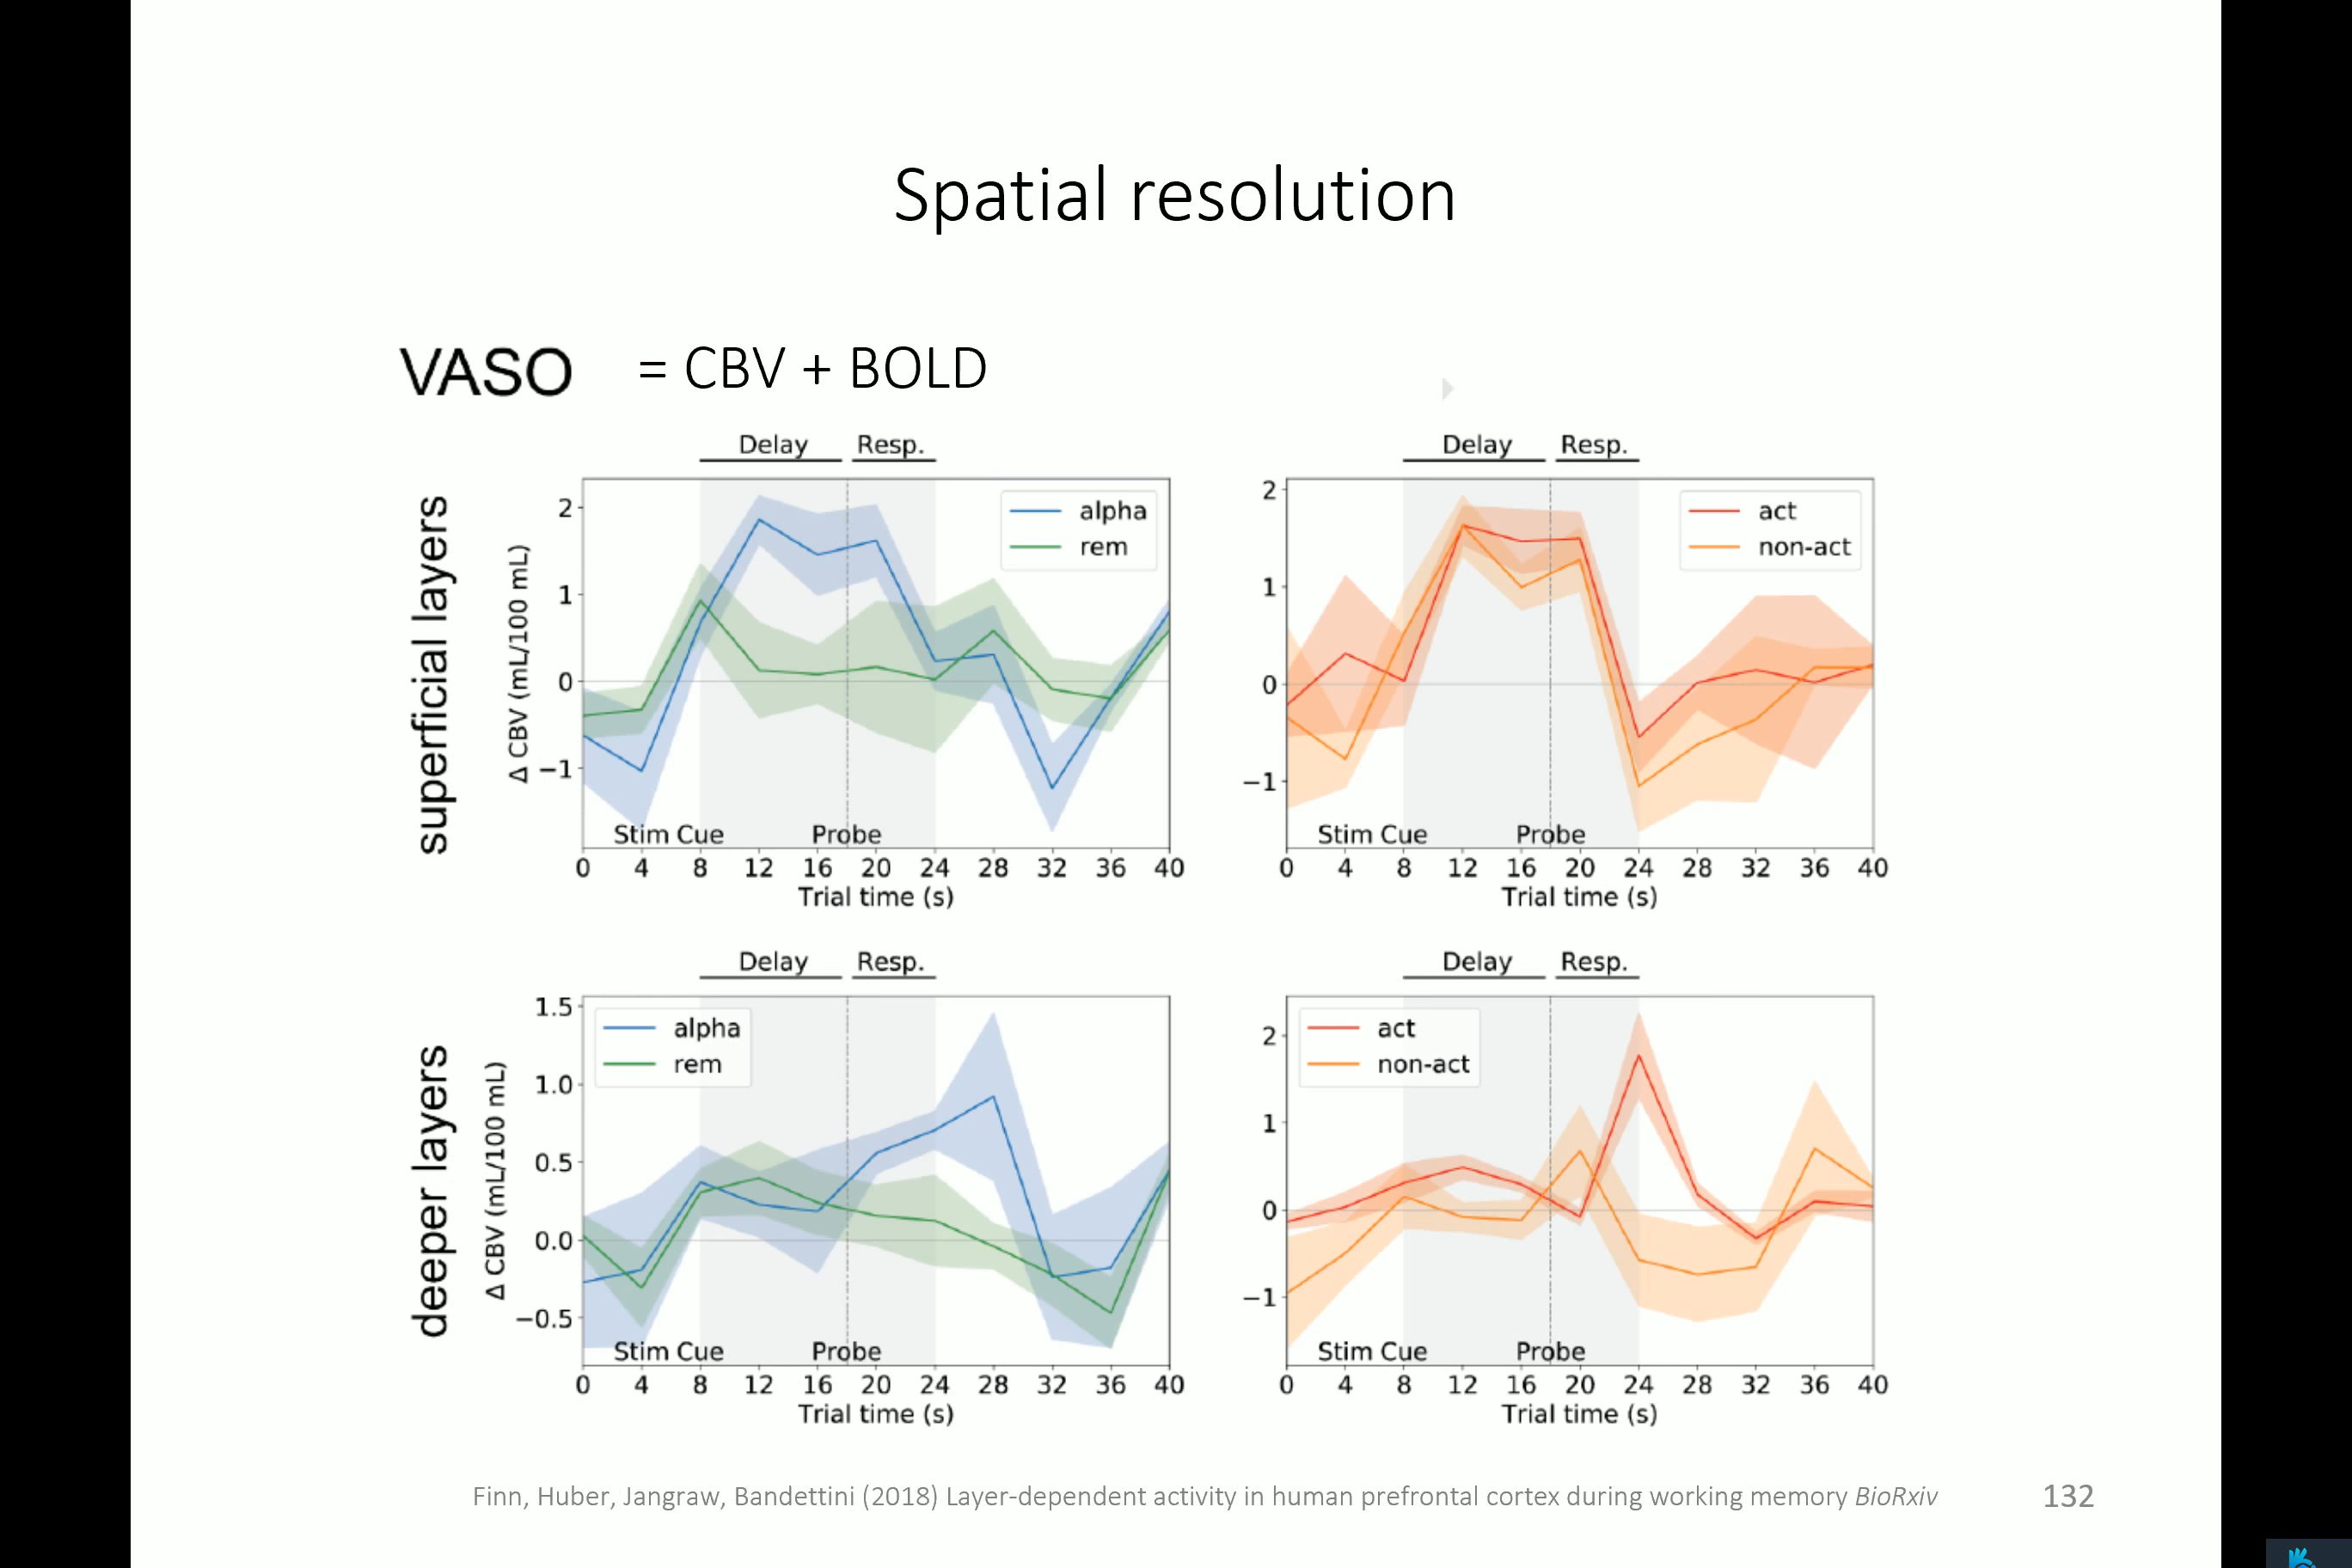 Spatial resolution
VASO = CBV + BOLD
Delay Resp.
superficial layers
Δ CBV (mL/100 mL)
2
1
0
−1
alpha
rem
Stim Cue Probe
0 4 8 12 16 20 24 28 32 36 40
Trial time (s)
Delay Resp.
2
1
0
−1
act
non-act
Stim Cue Probe
0 4 8 12 16 20 24 28 32 36 40
Trial time (s)
Delay Resp.
deeper layers
Δ CBV (mL/100 mL)
1.5
1.0
0.5
0.0
−0.5
alpha
rem
Stim Cue Probe
0 4 8 12 16 20 24 28 32 36 40
Trial time (s)
Delay Resp.
2
1
0
−1
act
non-act
Stim Cue Probe
0 4 8 12 16 20 24 28 32 36 40
Trial time (s)
Finn, Huber, Jangraw, Bandettini (2018) Layer-dependent activity in human prefrontal cortex during working memory BioRxiv
132